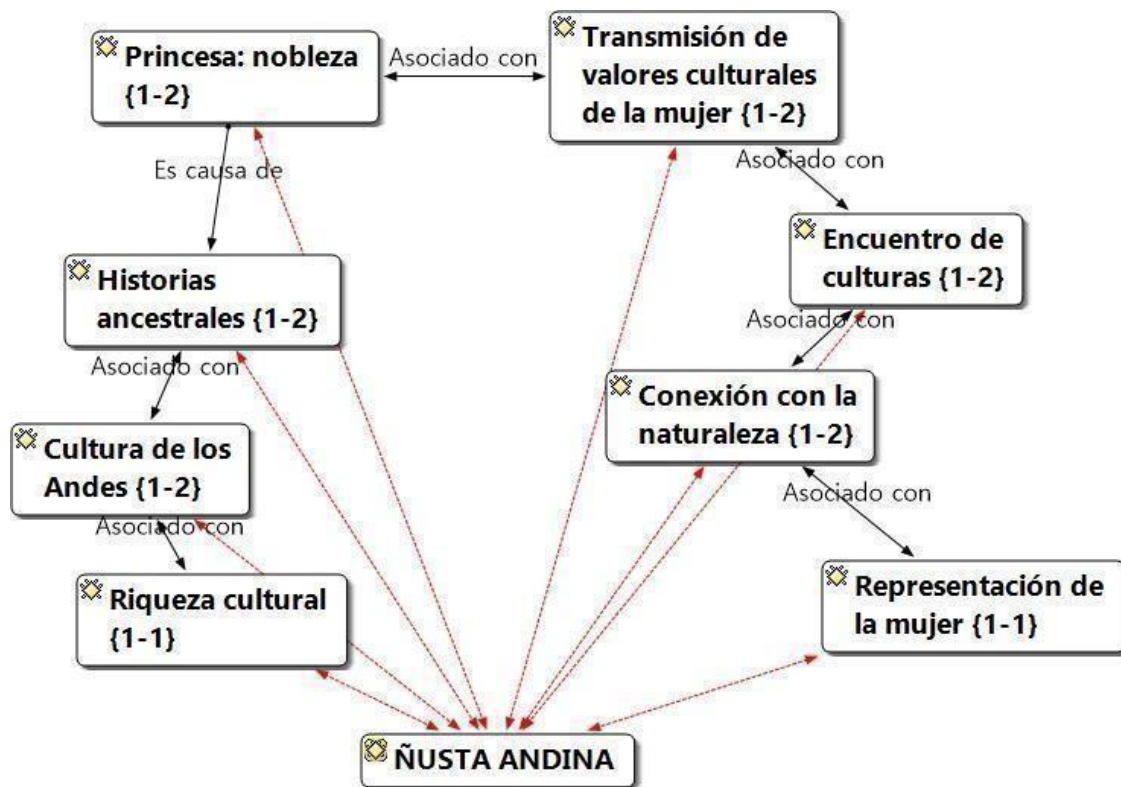 Princesa: nobleza
{1-2}
Asociado con
Transmisión de
valores culturales
de la mujer {1-2}
Es causa de
Asociado con
Historias
ancestrales {1-2}
Encuentro de
culturas {1-2}
Asociado con
Asociado con
Cultura de los
Andes {1-2}
Conexión con la
naturaleza {1-2}
Asociado con
Asociado con
Riqueza cultural
{1-1}
Representación de
la mujer {1-1}
ÑUSTA ANDINA